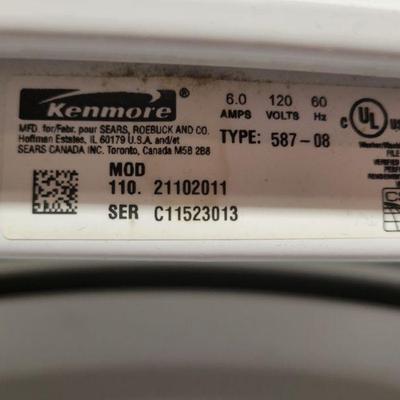 Kenmore ®
MFD. for/Fabr. pour SEARS, ROEBUCK AND CO.
Hoffman Estates, IL 60179 U.S.A. and/et
SEARS CANADA INC. Toronto, Canada M5B 2B8
6.0 120 60
AMPS VOLTS Hz
TYPE: 587-08
C UL
MOD
110. 21102011
SER C11523013